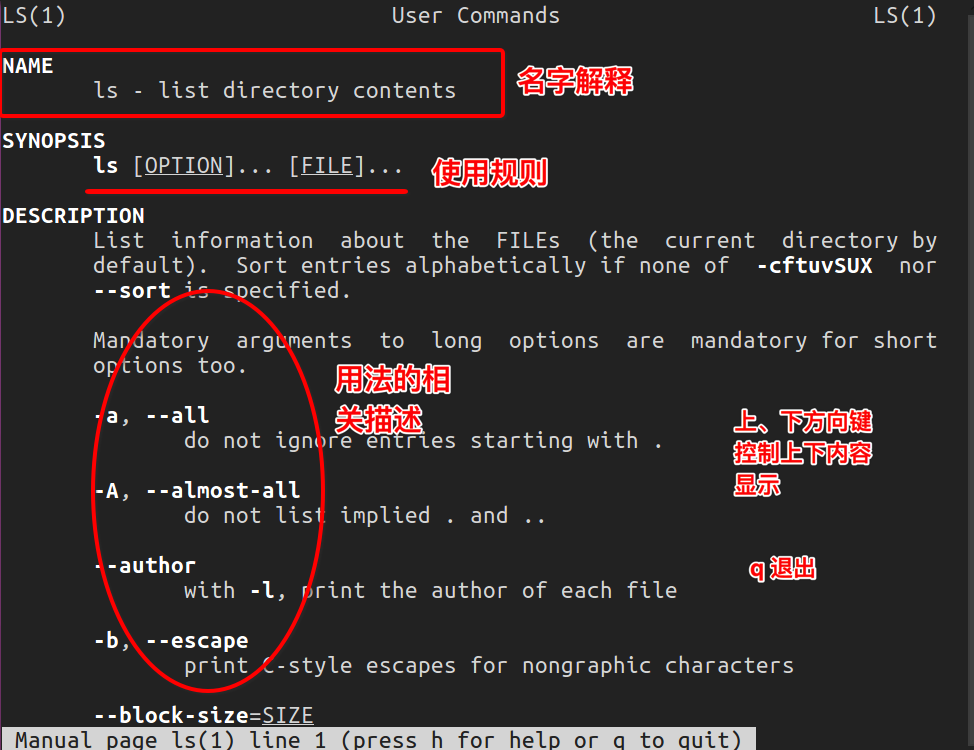 LS(1) User Commands LS(1)
NAME
ls - list directory contents
名字解释
SYNOPSIS
ls [OPTION]... [FILE]...
使用规则
DESCRIPTION
List information about the FILEs (the current directory by
default). Sort entries alphabetically if none of -cftuvSUX nor
--sort is specified.
Mandatory arguments to long options are mandatory for short
options too.
用法的相
关描述
-a, --all
do not ignore entries starting with .
上、下方向键
控制上下内容
显示
-A, --almost-all
do not list implied . and ..
--author
with -l, print the author of each file
q 退出
-b, --escape
print C-style escapes for nongraphic characters
--block-size=SIZE
Manual page ls(1) line 1 (press h for help or q to quit)